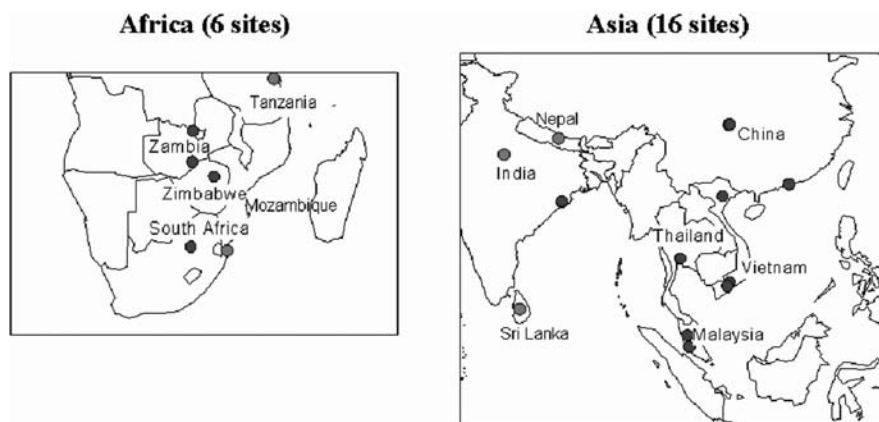 Africa (6 sites)
Tanzania
Zambia
Zimbabwe
Mozambique
South Africa
Asia (16 sites)
Nepal
China
India
Thailand
Vietnam
Sri Lanka
Malaysia